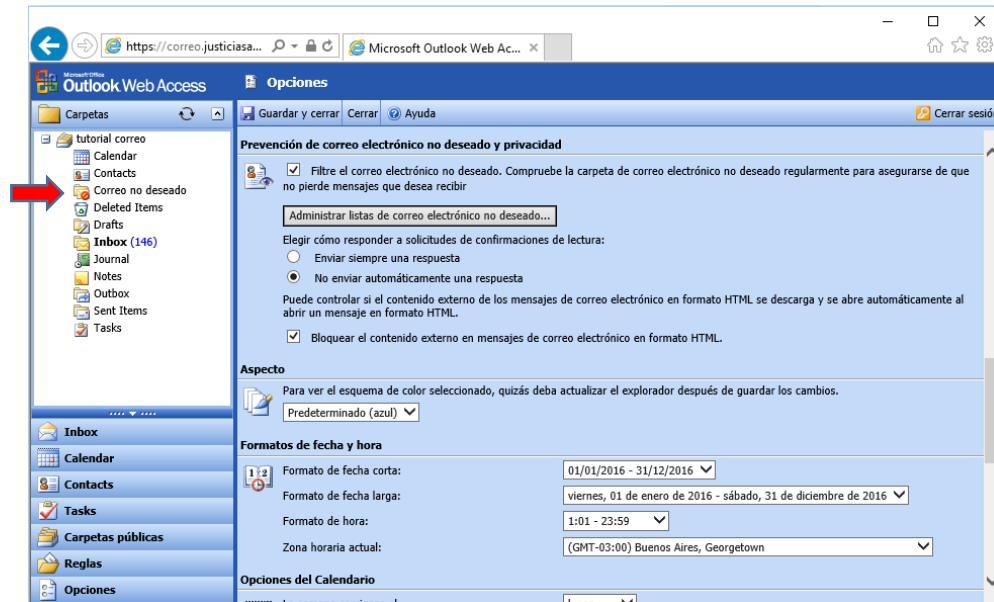 https://correo.justiciasa...
Microsoft Outlook Web Ac...
Microsoft Office
Outlook Web Access
Opciones
Carpetas
Guardar y cerrar
Cerrar
Ayuda
Cerrar sesió
tutorial correo
Calendar
Contacts
Correo no deseado
Deleted Items
Drafts
Inbox (146)
Journal
Notes
Outbox
Sent Items
Tasks
Inbox
Calendar
Contacts
Tasks
Carpetas públicas
Reglas
Opciones
Prevención de correo electrónico no deseado y privacidad
Filtre el correo electrónico no deseado. Compruebe la carpeta de correo electrónico no deseado regularmente para asegurarse de que
no pierde mensajes que desea recibir
Administrar listas de correo electrónico no deseado...
Elegir cómo responder a solicitudes de confirmaciones de lectura:
Enviar siempre una respuesta
No enviar automáticamente una respuesta
Puede controlar si el contenido externo de los mensajes de correo electrónico en formato HTML se descarga y se abre automáticamente al
abrir un mensaje en formato HTML.
Bloquear el contenido externo en mensajes de correo electrónico en formato HTML.
Aspecto
Para ver el esquema de color seleccionado, quizás deba actualizar el explorador después de guardar los cambios.
Predeterminado (azul)
Formatos de fecha y hora
Formato de fecha corta:
01/01/2016 - 31/12/2016
Formato de fecha larga:
viernes, 01 de enero de 2016 - sábado, 31 de diciembre de 2016
Formato de hora:
1:01 - 23:59
Zona horaria actual:
(GMT-03:00) Buenos Aires, Georgetown
Opciones del Calendario